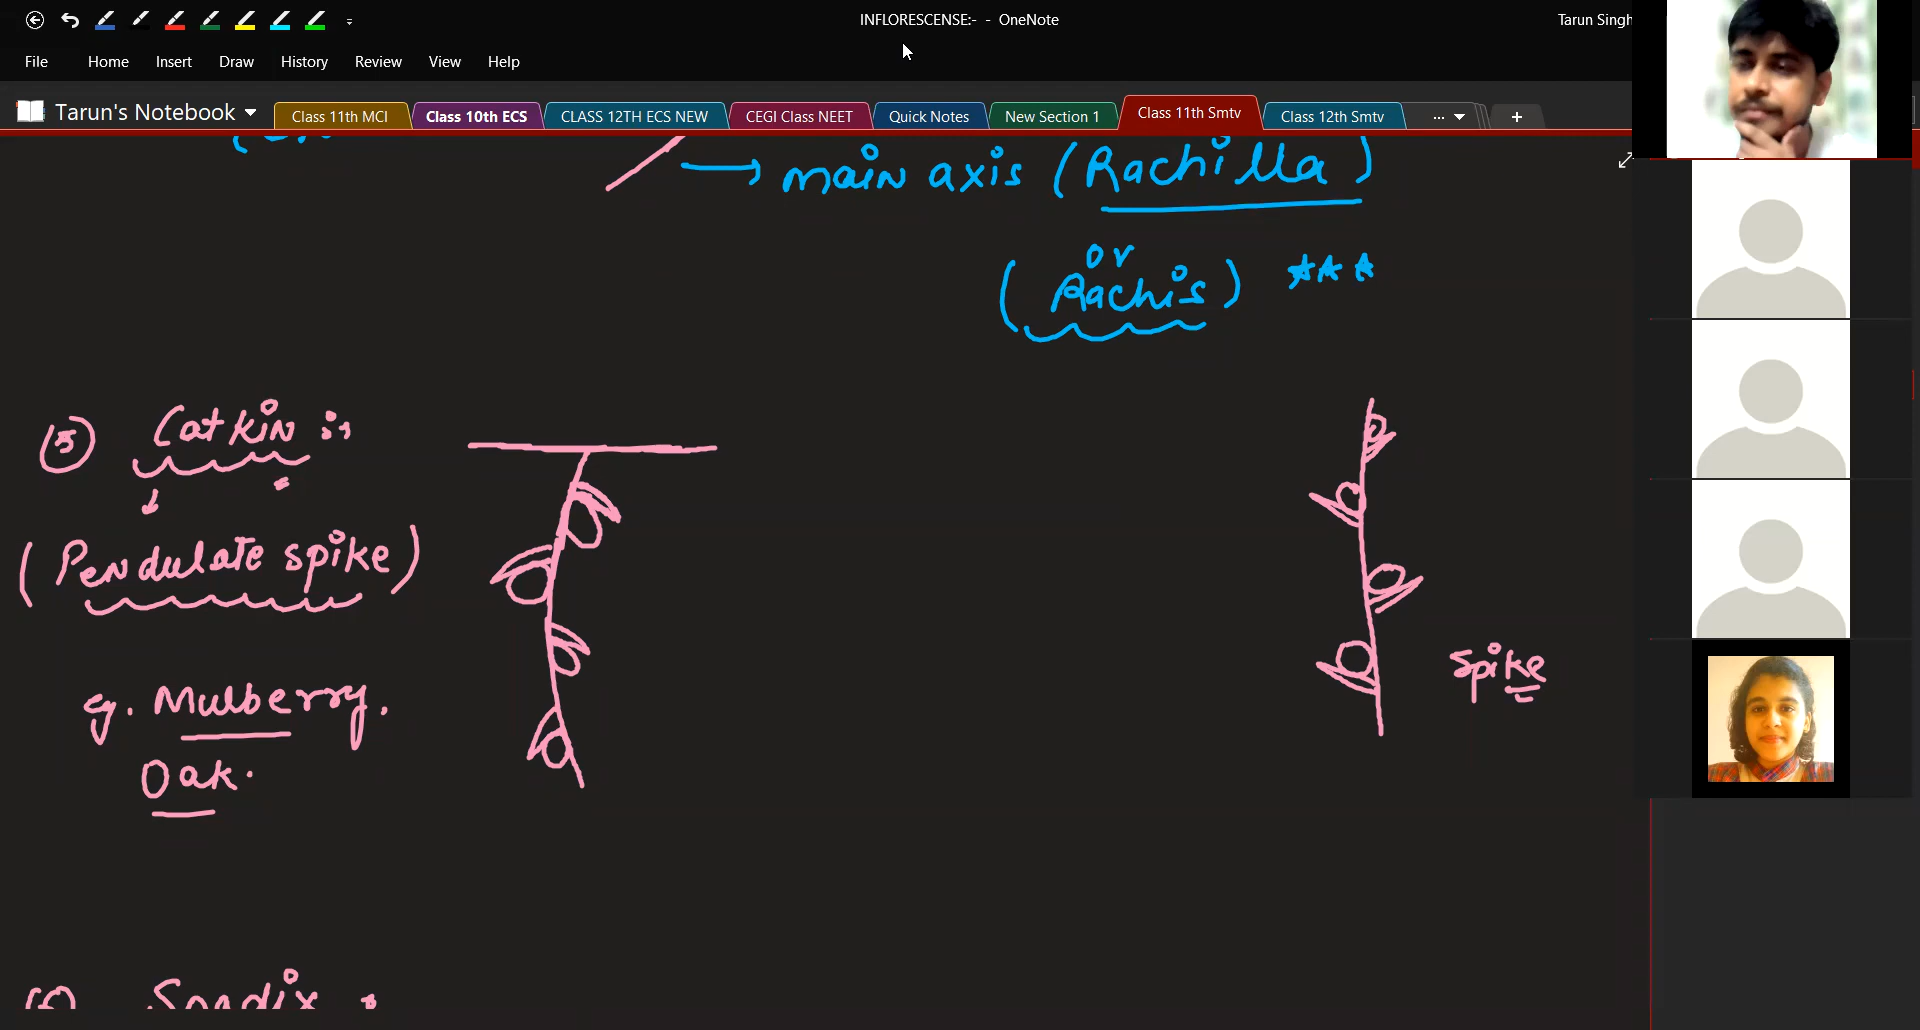 INFLORESCENSE:- - OneNote
Tarun Singh
File Home Insert Draw History Review View Help
Tarun's Notebook
Class 11th MCI Class 10th ECS CLASS 12TH ECS NEW CEGI Class NEET Quick Notes New Section 1 Class 11th Smtv Class 12th Smtv ... +
→ main axis (Rachilla)
or
(Rachis) ***
⑤ Catkin :→
(Pendulate spike)
eg. Mulberry.
Oak.
Spike
Spadix